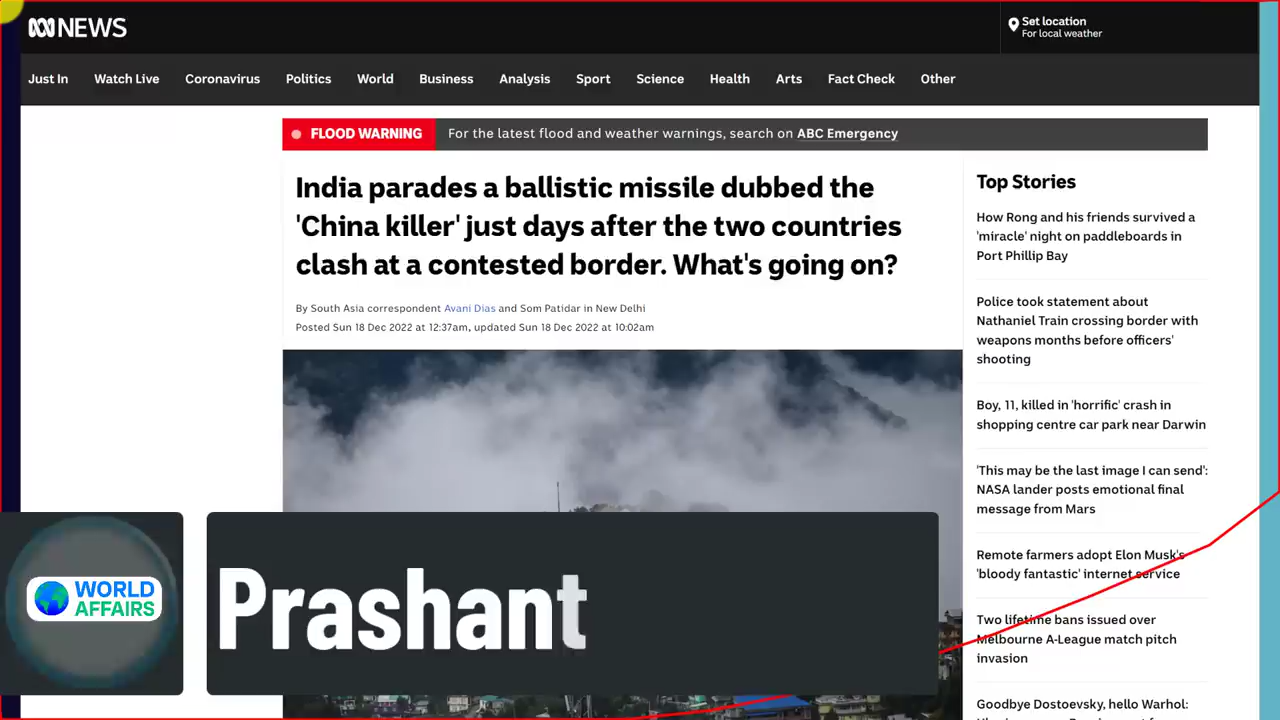 NEWS
Set location
For local weather
Just In Watch Live Coronavirus Politics World Business Analysis Sport Science Health Arts Fact Check Other
FLOOD WARNING For the latest flood and weather warnings, search on ABC Emergency
India parades a ballistic missile dubbed the
'China killer' just days after the two countries
clash at a contested border. What's going on?
By South Asia correspondent Avani Dias and Som Patidar in New Delhi
Posted Sun 18 Dec 2022 at 12:37am, updated Sun 18 Dec 2022 at 10:02am
Top Stories
How Rong and his friends survived a
'miracle' night on paddleboards in
Port Phillip Bay
Police took statement about
Nathaniel Train crossing border with
weapons months before officers'
shooting
Boy, 11, killed in 'horrific' crash in
shopping centre car park near Darwin
'This may be the last image I can send':
NASA lander posts emotional final
message from Mars
Remote farmers adopt Elon Musk's
'bloody fantastic' internet service
Two lifetime bans issued over
Melbourne A-League match pitch
invasion
Goodbye Dostoevsky, hello Warhol:
WORLD
AFFAIRS
Prashant